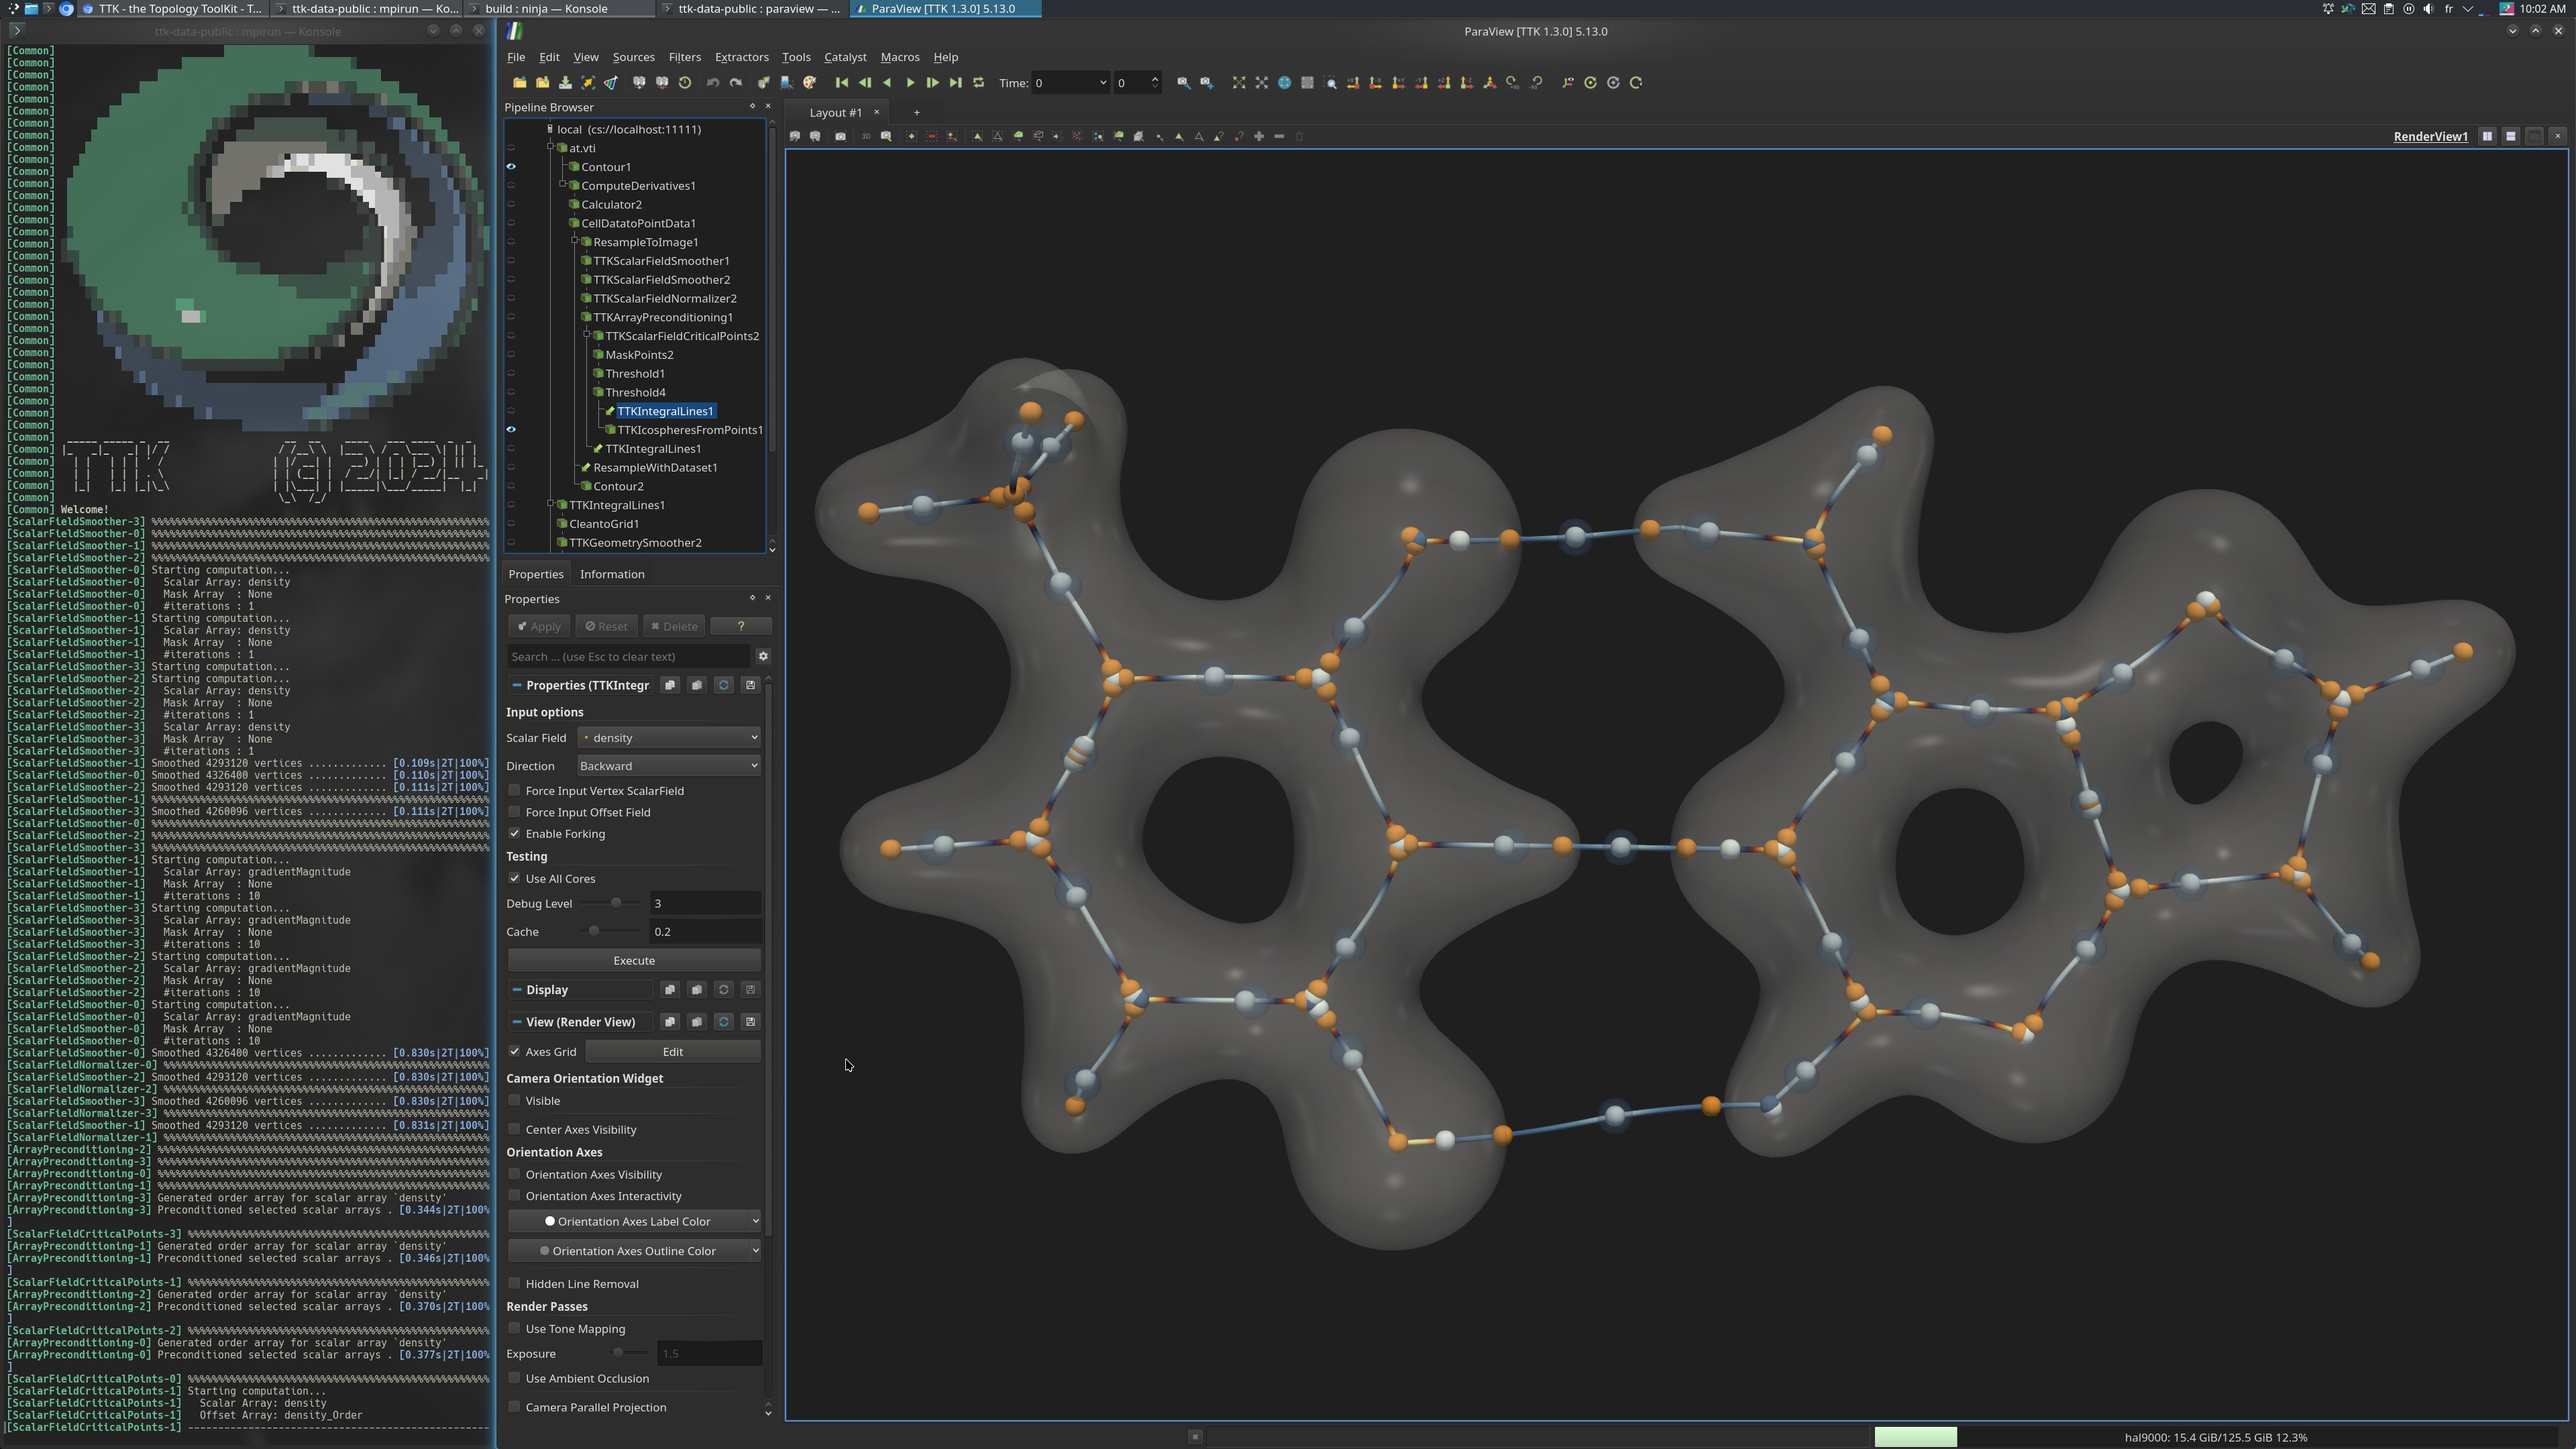 TTK - the Topology ToolKit - T...
ttk-data-public : mpirun — Ko...
build : ninja — Konsole
ttk-data-public : paraview — ...
ParaView [TTK 1.3.0] 5.13.0
fr
10:02 AM
ttk-data-public : mpirun — Konsole
[Common] Welcome!
[ScalarFieldSmoother-0] Starting computation...
[ScalarFieldSmoother-0]   Scalar Array: density
[ScalarFieldSmoother-0]   Mask Array  : None
[ScalarFieldSmoother-0]   #iterations : 1
[ScalarFieldSmoother-1] Starting computation...
[ScalarFieldSmoother-1]   Scalar Array: density
[ScalarFieldSmoother-1]   Mask Array  : None
[ScalarFieldSmoother-1]   #iterations : 1
[ScalarFieldSmoother-3] Starting computation...
[ScalarFieldSmoother-2] Starting computation...
[ScalarFieldSmoother-2]   Scalar Array: density
[ScalarFieldSmoother-2]   Mask Array  : None
[ScalarFieldSmoother-2]   #iterations : 1
[ScalarFieldSmoother-3]   Scalar Array: density
[ScalarFieldSmoother-3]   Mask Array  : None
[ScalarFieldSmoother-3]   #iterations : 1
[ScalarFieldSmoother-1] Smoothed 4293120 vertices ............. [0.109s|2T|100%]
[ScalarFieldSmoother-0] Smoothed 4326400 vertices ............. [0.110s|2T|100%]
[ScalarFieldSmoother-2] Smoothed 4293120 vertices ............. [0.111s|2T|100%]
[ScalarFieldSmoother-3] Smoothed 4260096 vertices ............. [0.111s|2T|100%]
[ScalarFieldSmoother-1] Starting computation...
[ScalarFieldSmoother-1]   Scalar Array: gradientMagnitude
[ScalarFieldSmoother-1]   Mask Array  : None
[ScalarFieldSmoother-1]   #iterations : 10
[ScalarFieldSmoother-3] Starting computation...
[ScalarFieldSmoother-3]   Scalar Array: gradientMagnitude
[ScalarFieldSmoother-3]   Mask Array  : None
[ScalarFieldSmoother-3]   #iterations : 10
[ScalarFieldSmoother-2] Starting computation...
[ScalarFieldSmoother-2]   Scalar Array: gradientMagnitude
[ScalarFieldSmoother-2]   Mask Array  : None
[ScalarFieldSmoother-2]   #iterations : 10
[ScalarFieldSmoother-0] Starting computation...
[ScalarFieldSmoother-0]   Scalar Array: gradientMagnitude
[ScalarFieldSmoother-0]   Mask Array  : None
[ScalarFieldSmoother-0]   #iterations : 10
[ScalarFieldSmoother-0] Smoothed 4326400 vertices ............. [0.830s|2T|100%]
[ScalarFieldNormalizer-0]
[ScalarFieldSmoother-2] Smoothed 4293120 vertices ............. [0.830s|2T|100%]
[ScalarFieldNormalizer-2]
[ScalarFieldSmoother-3] Smoothed 4260096 vertices ............. [0.830s|2T|100%]
[ScalarFieldNormalizer-3]
[ScalarFieldSmoother-1] Smoothed 4293120 vertices ............. [0.831s|2T|100%]
[ScalarFieldNormalizer-1]
[ArrayPreconditioning-2]
[ArrayPreconditioning-3]
[ArrayPreconditioning-0]
[ArrayPreconditioning-1]
[ArrayPreconditioning-3] Generated order array for scalar array `density'
[ArrayPreconditioning-3] Preconditioned selected scalar arrays . [0.344s|2T|100%
]
[ScalarFieldCriticalPoints-3]
[ArrayPreconditioning-1] Generated order array for scalar array `density'
[ArrayPreconditioning-1] Preconditioned selected scalar arrays . [0.346s|2T|100%
]
[ScalarFieldCriticalPoints-1]
[ArrayPreconditioning-2] Generated order array for scalar array `density'
[ArrayPreconditioning-2] Preconditioned selected scalar arrays . [0.370s|2T|100%
]
[ScalarFieldCriticalPoints-2]
[ArrayPreconditioning-0] Generated order array for scalar array `density'
[ArrayPreconditioning-0] Preconditioned selected scalar arrays . [0.377s|2T|100%
]
[ScalarFieldCriticalPoints-0]
[ScalarFieldCriticalPoints-1] Starting computation...
[ScalarFieldCriticalPoints-1]   Scalar Array: density
[ScalarFieldCriticalPoints-1]   Offset Array: density_Order
[ScalarFieldCriticalPoints-1]
ParaView [TTK 1.3.0] 5.13.0
File Edit View Sources Filters Extractors Tools Catalyst Macros Help
Time: 0 0
Pipeline Browser
local (cs://localhost:11111)
at.vti
Contour1
ComputeDerivatives1
Calculator2
CellDatatoPointData1
ResampleToImage1
TTKScalarFieldSmoother1
TTKScalarFieldSmoother2
TTKScalarFieldNormalizer2
TTKArrayPreconditioning1
TTKScalarFieldCriticalPoints2
MaskPoints2
Threshold1
Threshold4
TTKIntegralLines1
TTKIcospheresFromPoints1
TTKIntegralLines1
ResampleWithDataset1
Contour2
TTKIntegralLines1
CleantoGrid1
TTKGeometrySmoother2
Properties Information
Properties
Apply Reset Delete ?
Search ... (use Esc to clear text)
Properties (TTKIntegr
Input options
Scalar Field density
Direction Backward
Force Input Vertex ScalarField
Force Input Offset Field
Enable Forking
Testing
Use All Cores
Debug Level 3
Cache 0.2
Execute
Display
View (Render View)
Axes Grid Edit
Camera Orientation Widget
Visible
Center Axes Visibility
Orientation Axes
Orientation Axes Visibility
Orientation Axes Interactivity
Orientation Axes Label Color
Orientation Axes Outline Color
Hidden Line Removal
Render Passes
Use Tone Mapping
Exposure 1.5
Use Ambient Occlusion
Camera Parallel Projection
Layout #1
3D
RenderView1
hal9000: 15.4 GiB/125.5 GiB 12.3%